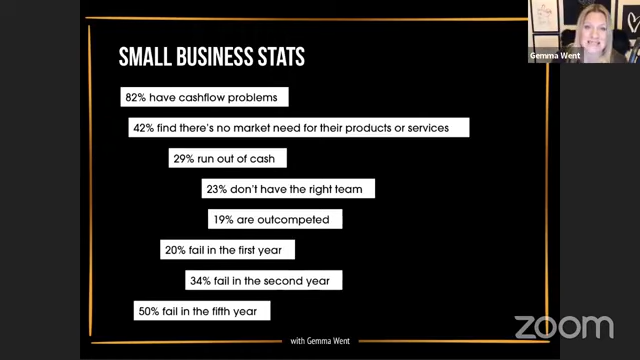 Gemma Went
SMALL BUSINESS STATS
82% have cashflow problems
42% find there's no market need for their products or services
29% run out of cash
23% don't have the right team
19% are outcompeted
20% fail in the first year
34% fail in the second year
50% fail in the fifth year
with Gemma Went
zoom